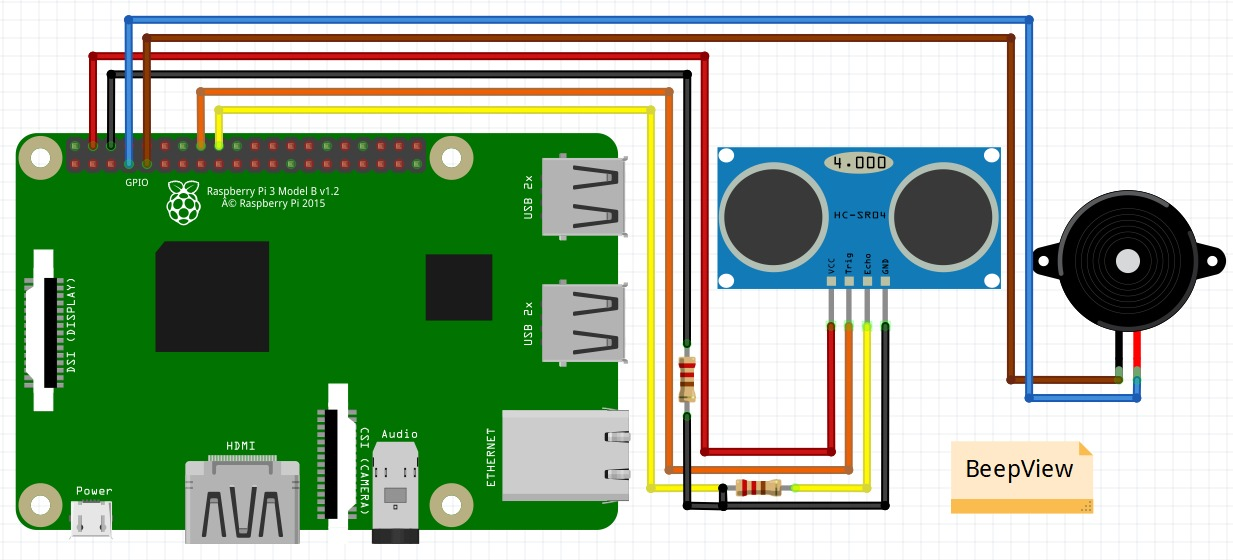 GPIO
Raspberry Pi 3 Model B v1.2
Â© Raspberry Pi 2015
USB 2x
USB 2x
DSI (DISPLAY)
4.000
HC-SR04
VCC
Trig
Echo
GND
HDMI
CSI (CAMERA)
Audio
ETHERNET
Power
BeepView